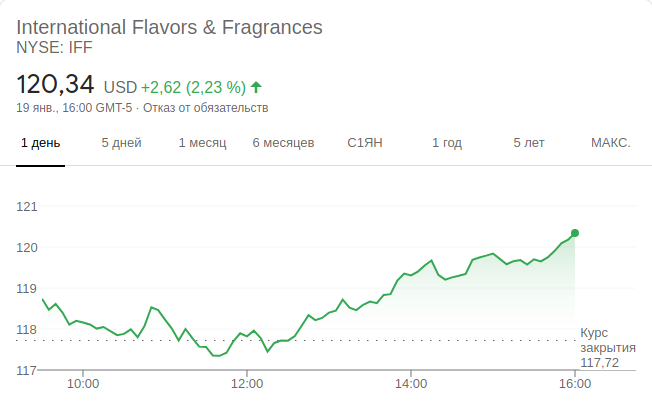 International Flavors & Fragrances
NYSE: IFF
120,34 USD +2,62 (2,23 %)
19 янв., 16:00 GMT-5 · Отказ от обязательств
1 день 5 дней 1 месяц 6 месяцев С1ЯН 1 год 5 лет МАКС.
121
120
119
118
117
Курс
закрытия
117,72
10:00 12:00 14:00 16:00